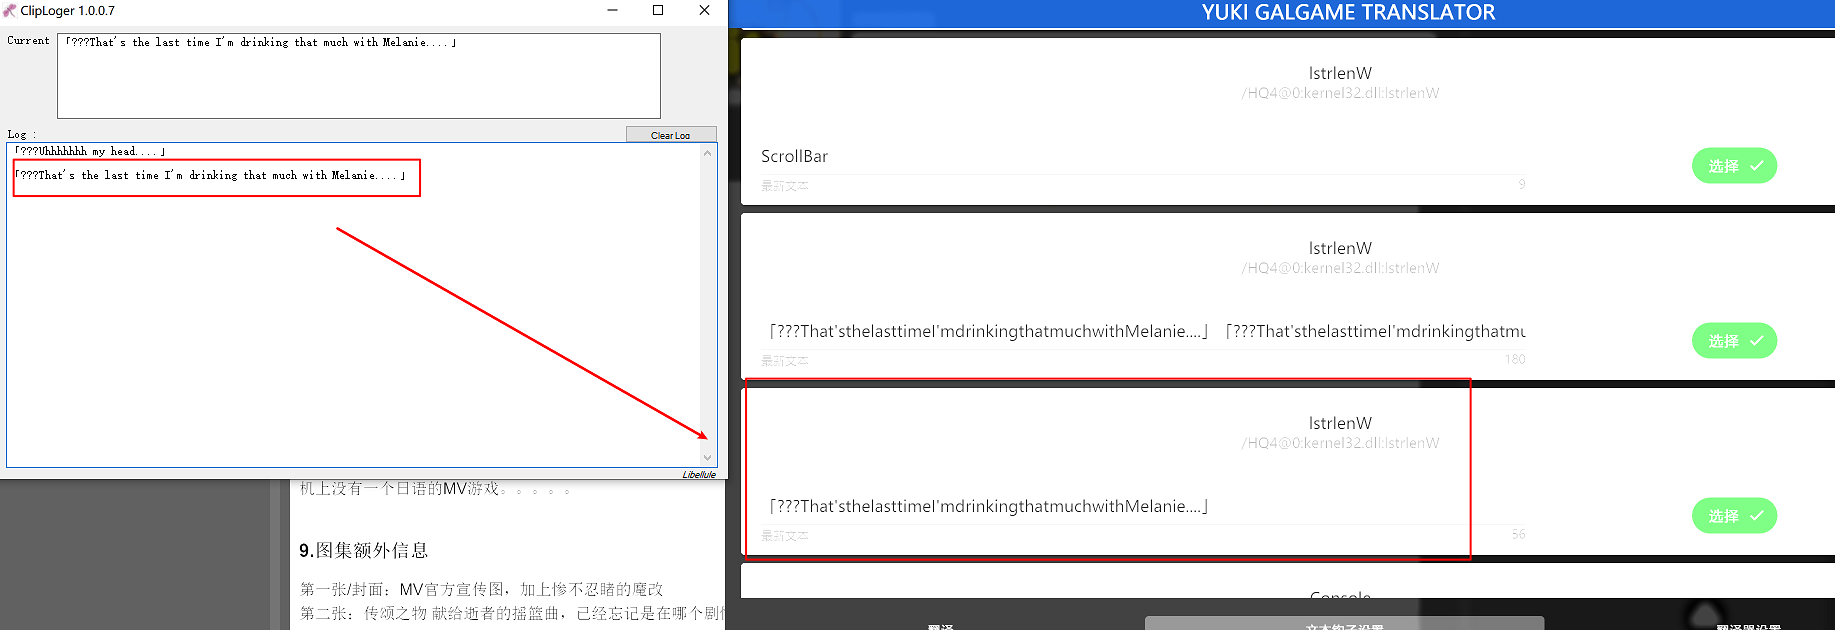 ClipLoger 1.0.0.7
Current
「???That's the last time I'm drinking that much with Melanie....」
Log :
Clear Log
「???Uhhhhhhh my head....」
「???That's the last time I'm drinking that much with Melanie....」
Libellule
机上没有一个日语的MV游戏。。。。。
9.图集额外信息
第一张/封面：MV官方宣传图，加上惨不忍睹的魔改
第二张：传颂之物 献给逝者的摇篮曲，已经忘记是在哪个剧情
YUKI GALGAME TRANSLATOR
lstrlenW
/HQ4@0:kernel32.dll:lstrlenW
ScrollBar
选择
最新文本
9
lstrlenW
/HQ4@0:kernel32.dll:lstrlenW
「???That'sthelasttimeI'mdrinkingthatmuchwithMelanie....」 「???That'sthelasttimeI'mdrinkingthatmu
选择
最新文本
180
lstrlenW
/HQ4@0:kernel32.dll:lstrlenW
「???That'sthelasttimeI'mdrinkingthatmuchwithMelanie....」
选择
最新文本
56
Console
翻译
文本钩子设置
翻译器设置